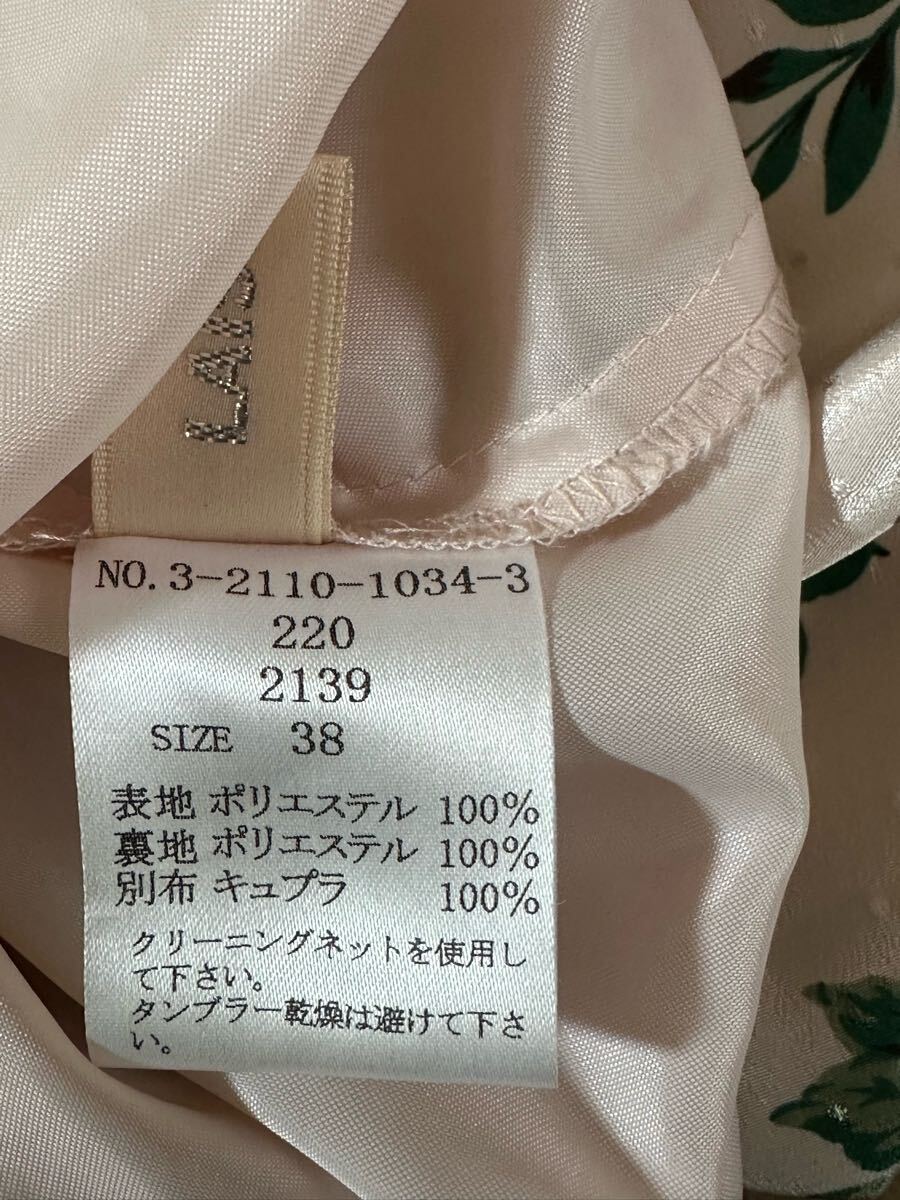 NO.3-2110-1034-3
220
2139
SIZE 38
表地 ポリエステル 100%
裏地 ポリエステル 100%
別布 キュプラ 100%
クリーニングネットを使用し
て下さい。
タンブラー乾燥は避けて下さ
い。